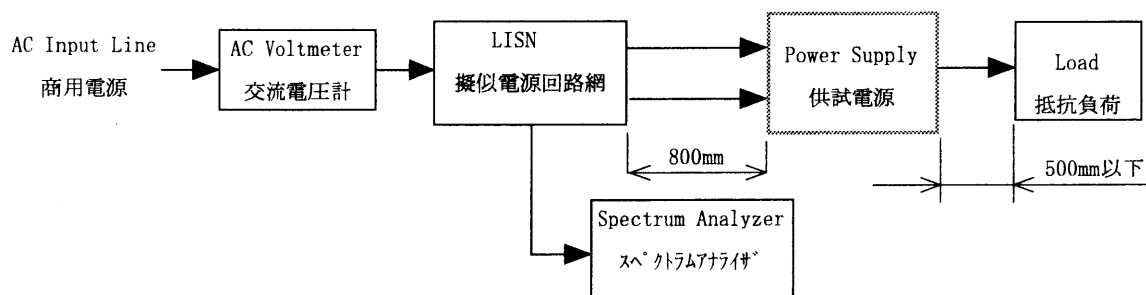 AC Input Line
商用電源
AC Voltmeter
交流電圧計
LISN
擬似電源回路網
Power Supply
供試電源
Load
抵抗負荷
800mm
500mm以下
Spectrum Analyzer
ｽﾍﾟｸﾄﾗﾑｱﾅﾗｲｻﾞ